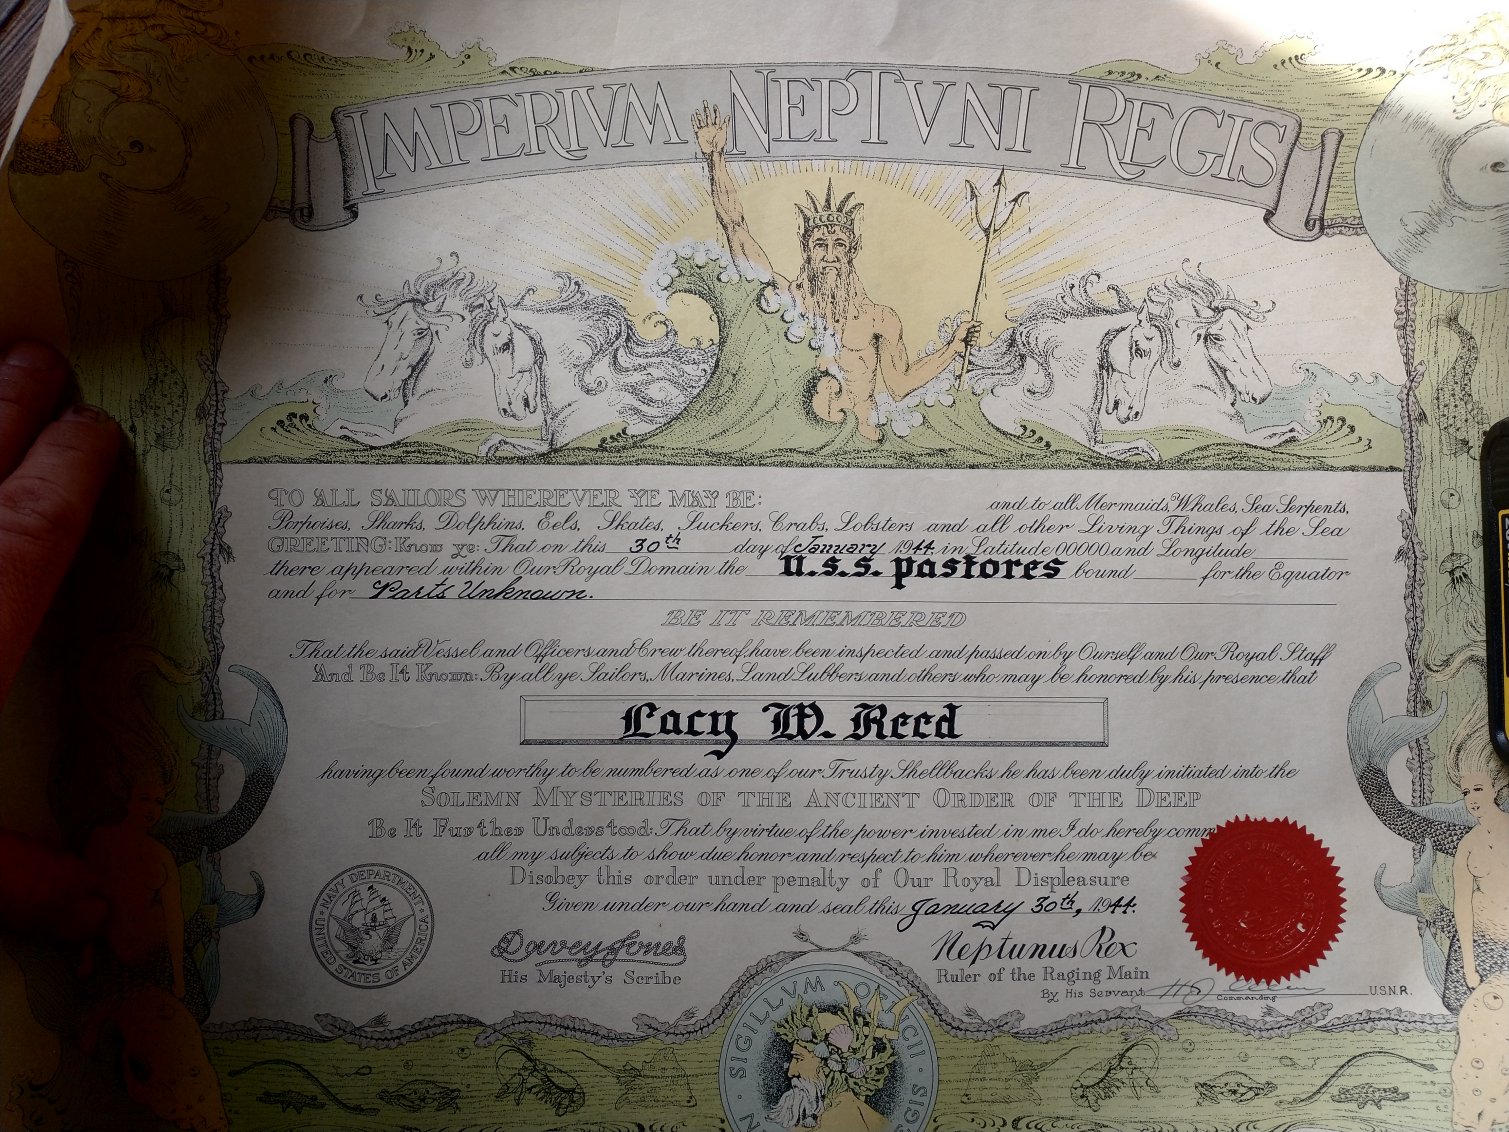 IMPERIVM NEPTVNI REGIS
TO ALL SAILORS WHEREVER YE MAY BE: and to all Mermaids, Whales, Sea Serpents,
Porpoises, Sharks, Dolphins, Eels, Skates, Suckers, Crabs, Lobsters and all other Living Things of the Sea
GREETING: Know ye: That on this 30th day of January 1944 in Latitude 00000 and Longitude
there appeared within Our Royal Domain the U.S.S. Pastores bound for the Equator
and for Parts Unknown.
BE IT REMEMBERED
That the said Vessel and Officers and Crew thereof have been inspected and passed on by Ourself and Our Royal Staff
And Be It Known: By all ye Sailors, Marines, Land Lubbers and others who may be honored by his presence that
Lacy W. Reed
having been found worthy to be numbered as one of our Trusty Shellbacks he has been duly initiated into the
SOLEMN MYSTERIES OF THE ANCIENT ORDER OF THE DEEP
Be It Further Understood: That by virtue of the power invested in me I do hereby comm
all my subjects to show due honor and respect to him wherever he may be
Disobey this order under penalty of Our Royal Displeasure
Given under our hand and seal this January 30th, 1944.
NAVY DEPARTMENT
UNITED STATES OF AMERICA
Davey Jones
His Majesty's Scribe
Neptunus Rex
Ruler of the Raging Main
By His Servant
Commanding
U.S.N.R.
SIGILLVM OFFICII REGIS